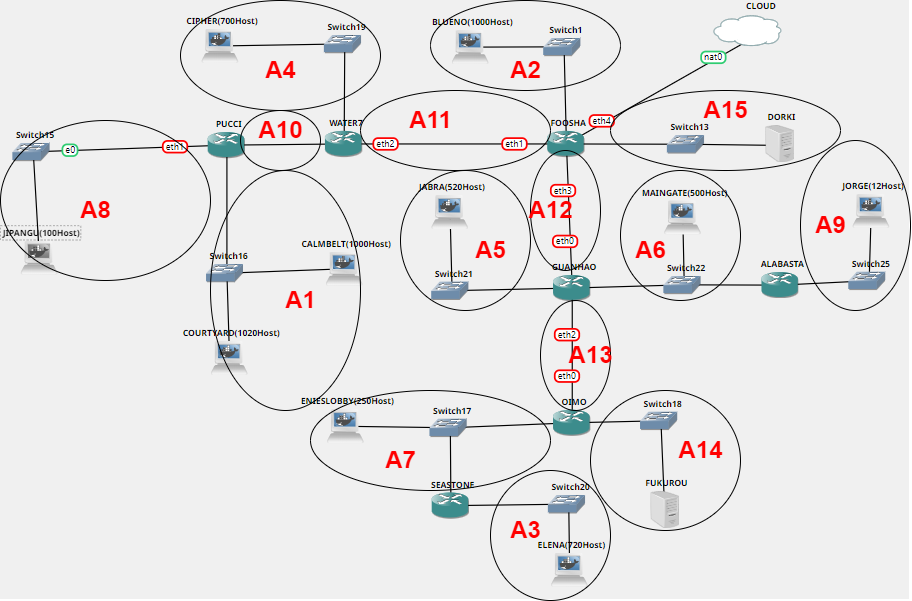 CLOUD
CIPHER(700Host)
Switch19
BLUENO(1000Host)
Switch1
nat0
A4
A2
A15
A11
A10
PUCCI
WATER7
FOOSHA
eth4
Switch13
DORKI
Switch15
e0
eth1
eth2
eth1
A8
JIPANGU(100Host)
JABRA(520Host)
eth3
A12
eth0
MAINGATE(500Host)
JORGE(12Host)
A9
A5
A6
CALMBELT(1000Host)
Switch16
A1
Switch21
GUANHAO
Switch22
ALABASTA
Switch25
COURTYARD(1020Host)
eth2
A13
eth0
ENIESLOBBY(250Host)
Switch17
OIMO
Switch18
A7
A14
SEASTONE
Switch20
FUKUROU
A3
ELENA(720Host)